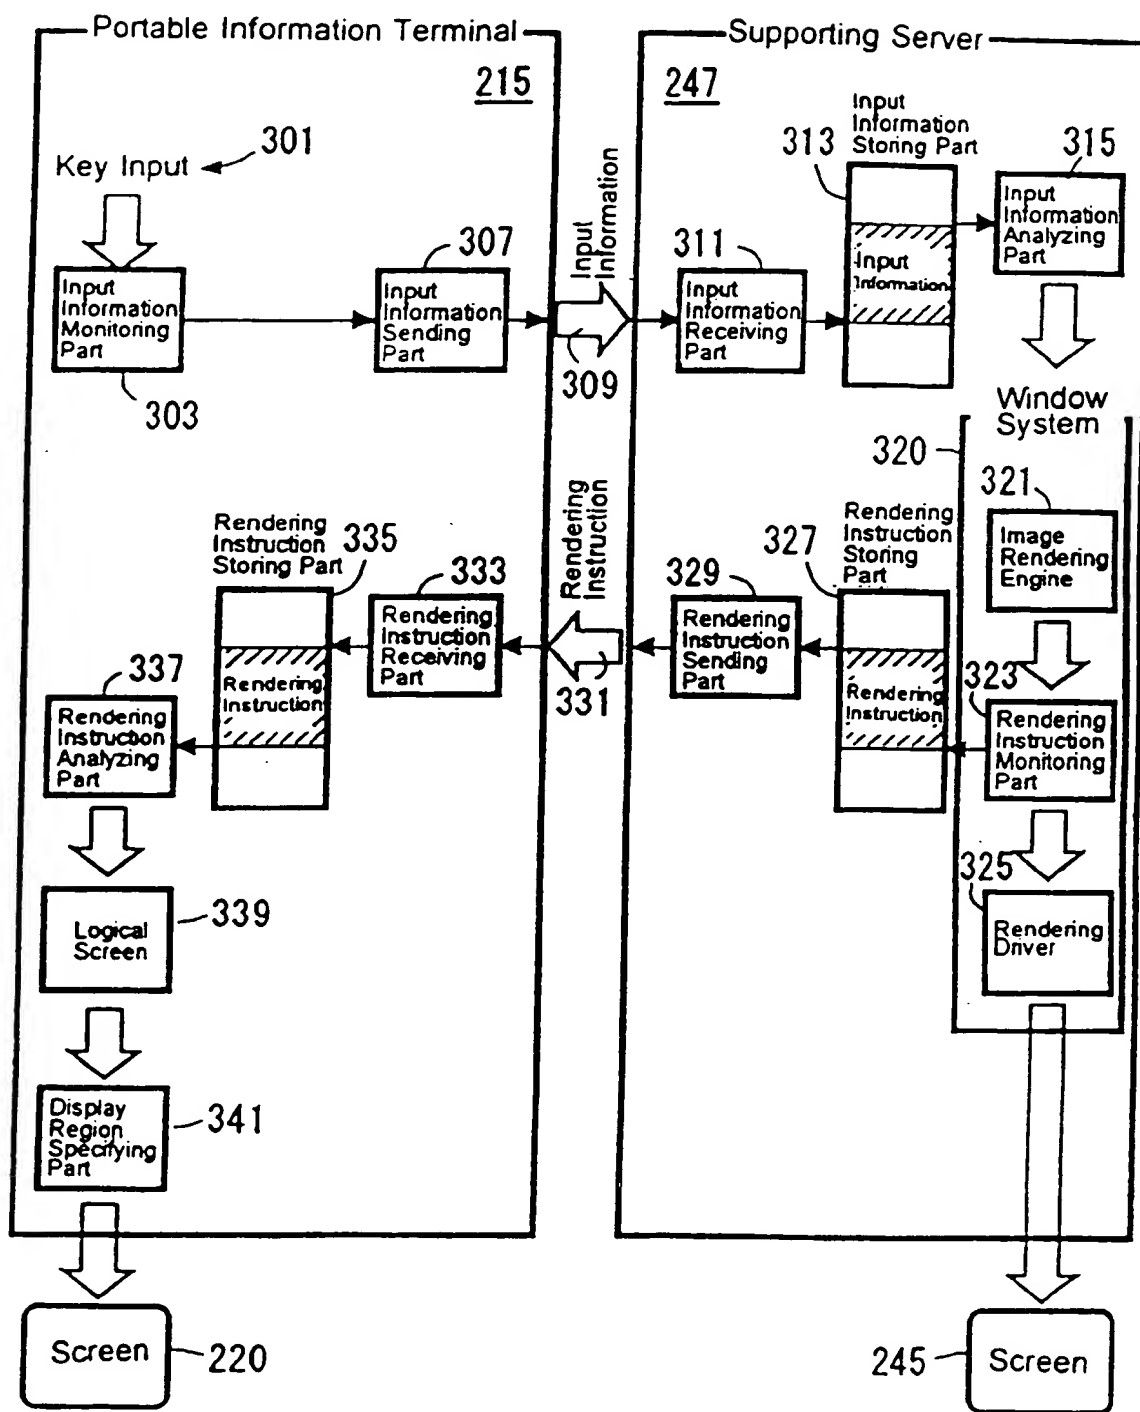 Portable Information Terminal
215
Key Input
301
Input
Information
Monitoring
Part
303
307
Input
Information
Sending
Part
Input
Information
309
Supporting Server
247
311
Input
Information
Receiving
Part
313
Input
Information
Storing Part
Input
Information
315
Input
Information
Analyzing
Part
Window
System
320
321
Image
Rendering
Engine
323
Rendering
Instruction
Monitoring
Part
325
Rendering
Driver
Rendering
Instruction
Storing
Part
327
Rendering
Instruction
329
Rendering
Instruction
Sending
Part
Rendering
Instruction
331
333
Rendering
Instruction
Receiving
Part
Rendering
Instruction
Storing Part
335
Rendering
Instruction
337
Rendering
Instruction
Analyzing
Part
Logical
Screen
339
Display
Region
Specifying
Part
341
Screen
220
245
Screen